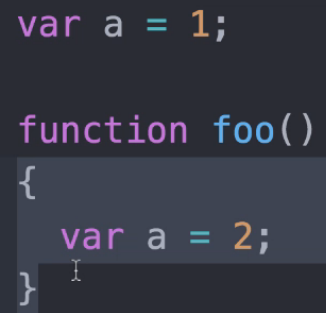 var a = 1;
function foo()
{
var a = 2;
}